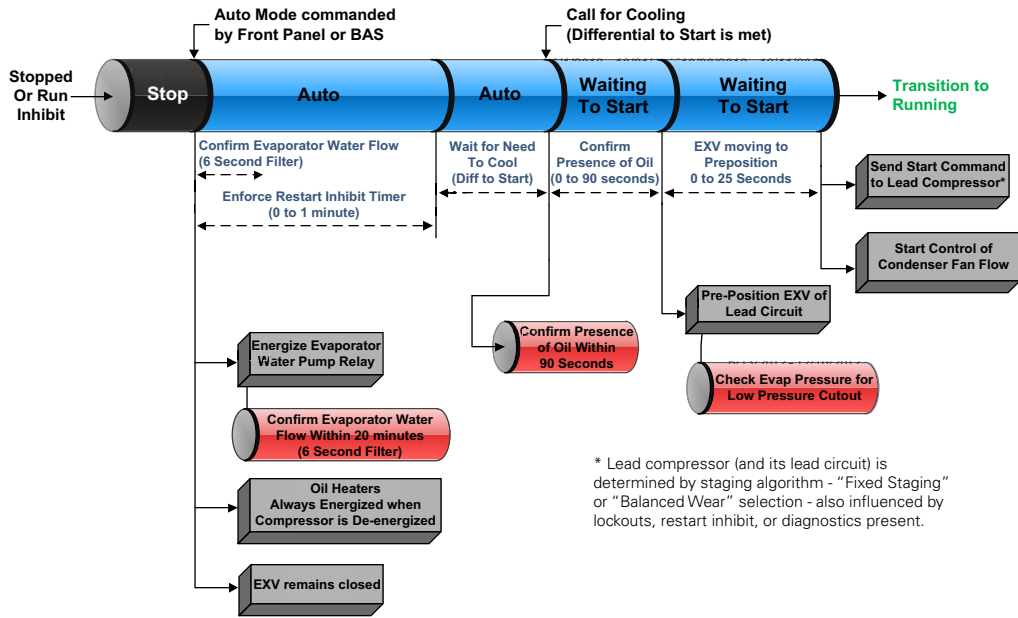 Auto Mode commanded
by Front Panel or BAS
Call for Cooling
(Differential to Start is met)
Stopped
Or Run
Inhibit
Stop
Auto
Auto
Waiting
To Start
Waiting
To Start
Transition to
Running
Confirm Evaporator Water Flow
(6 Second Filter)
Enforce Restart Inhibit Timer
(0 to 1 minute)
Wait for Need
To Cool
(Diff to Start)
Confirm
Presence of Oil
(0 to 90 seconds)
EXV moving to
Preposition
0 to 25 Seconds
Send Start Command
to Lead Compressor*
Start Control of
Condenser Fan Flow
Pre-Position EXV of
Lead Circuit
Confirm Presence
of Oil Within
90 Seconds
Check Evap Pressure for
Low Pressure Cutout
Energize Evaporator
Water Pump Relay
Confirm Evaporator Water
Flow Within 20 minutes
(6 Second Filter)
Oil Heaters
Always Energized when
Compressor is De-energized
EXV remains closed
* Lead compressor (and its lead circuit) is
determined by staging algorithm - “Fixed Staging”
or “Balanced Wear” selection - also influenced by
lockouts, restart inhibit, or diagnostics present.